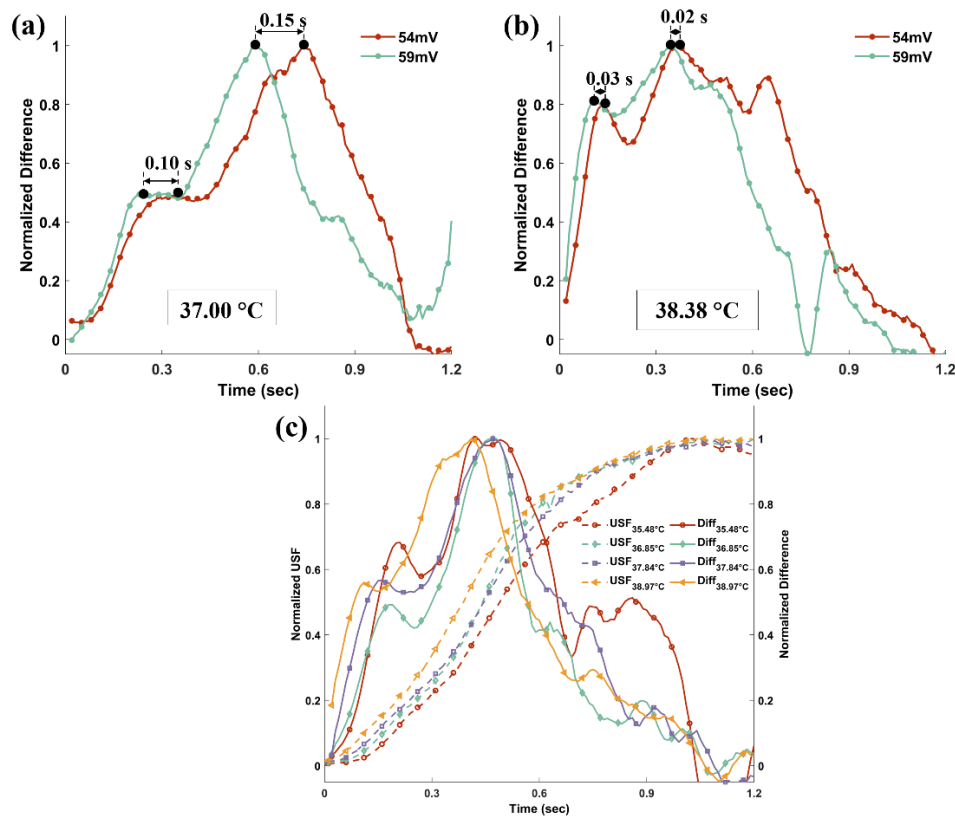 (a)
0.15 s
0.10 s
54mV
59mV
37.00 °C
Normalized Difference
1
0.8
0.6
0.4
0.2
0
0
0.3
0.6
0.9
1.2
Time (sec)
(b)
0.02 s
0.03 s
54mV
59mV
38.38 °C
Normalized Difference
1
0.8
0.6
0.4
0.2
0
0
0.3
0.6
0.9
1.2
Time (sec)
(c)
USF35.48°C Diff35.48°C
USF36.85°C Diff36.85°C
USF37.84°C Diff37.84°C
USF38.97°C Diff38.97°C
Normalized USF
1
0.8
0.6
0.4
0.2
0
Normalized Difference
1
0.8
0.6
0.4
0.2
0
0
0.3
0.6
0.9
1.2
Time (sec)